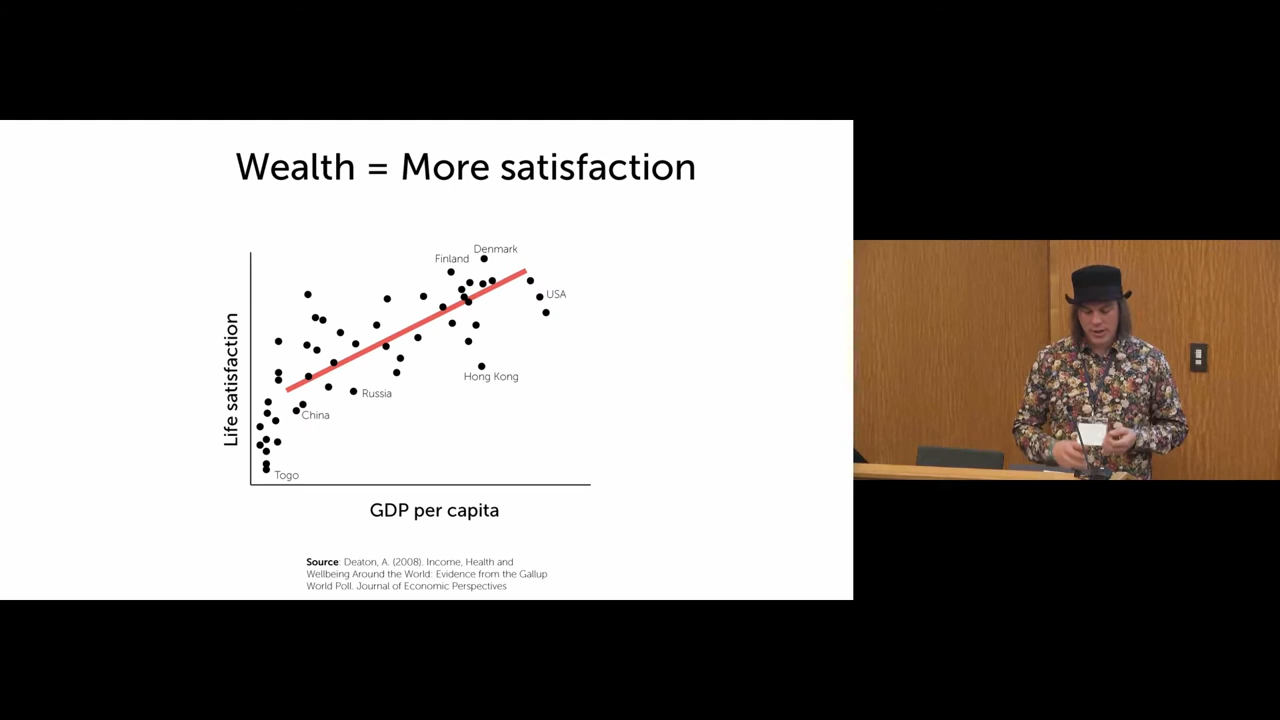 Wealth = More satisfaction
Denmark
Finland
USA
Hong Kong
Russia
China
Togo
Life satisfaction
GDP per capita
Source: Deaton, A. (2008). Income, Health and
Wellbeing Around the World: Evidence from the Gallup
World Poll. Journal of Economic Perspectives